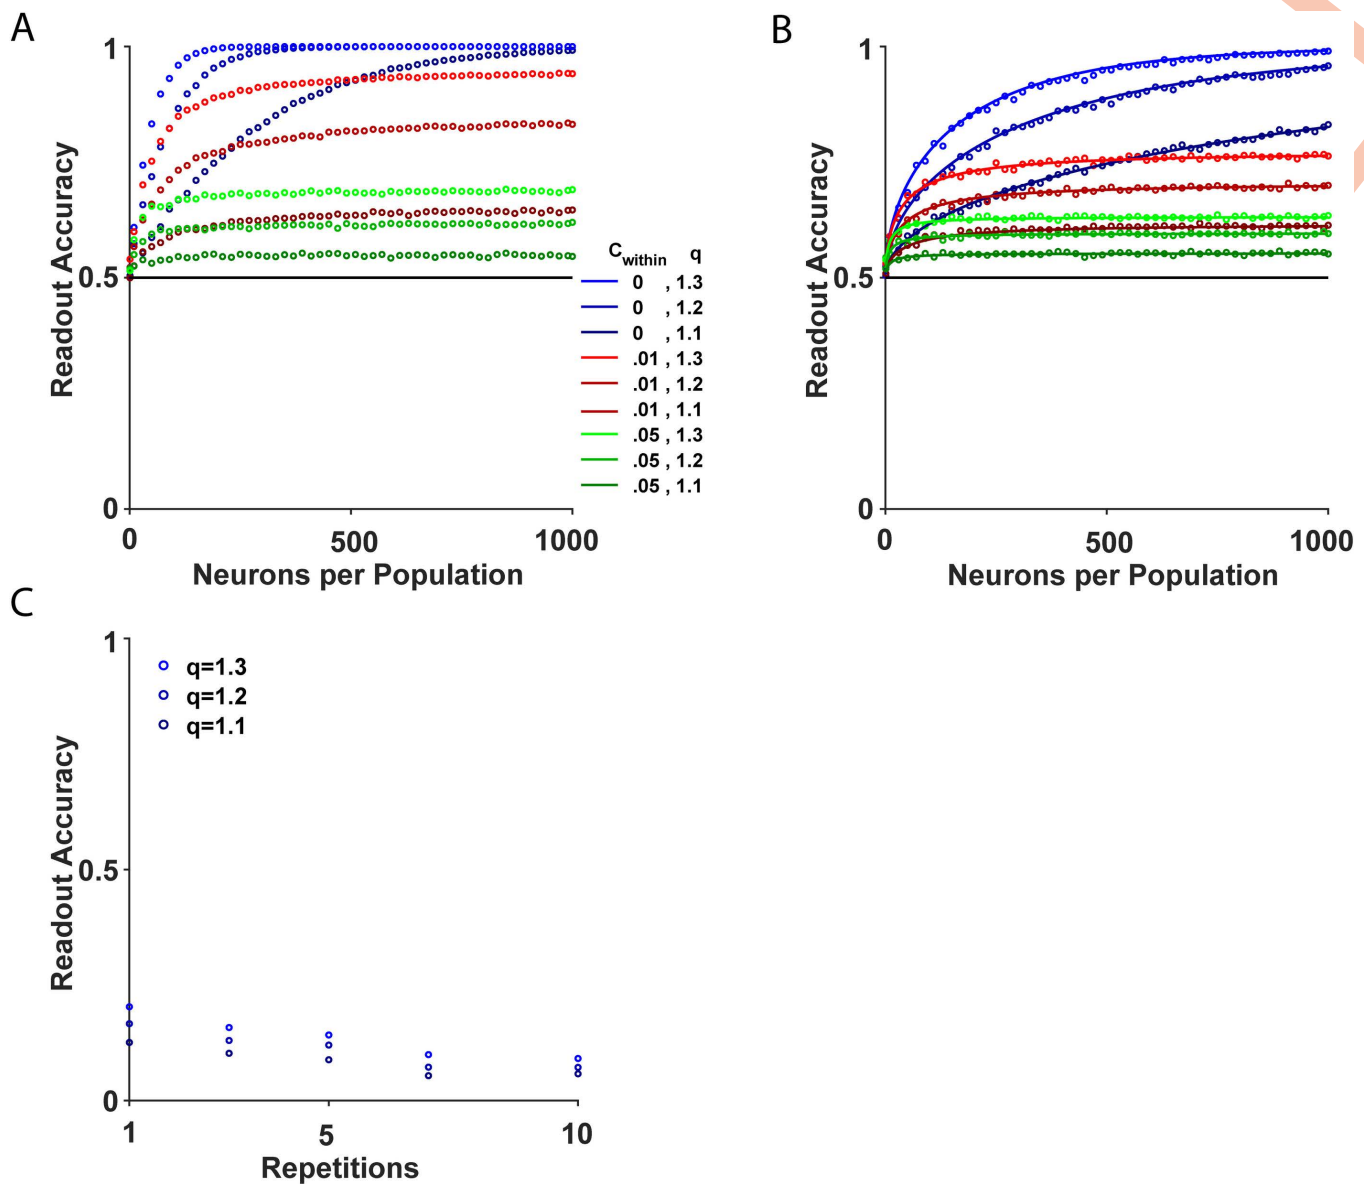 A
1
0.5
0
Readout Accuracy
0
500
1000
Neurons per Population
Cwithin q
0 , 1.3
0 , 1.2
0 , 1.1
.01 , 1.3
.01 , 1.2
.01 , 1.1
.05 , 1.3
.05 , 1.2
.05 , 1.1
B
1
0.5
0
Readout Accuracy
0
500
1000
Neurons per Population
C
1
0.5
0
Readout Accuracy
q=1.3
q=1.2
q=1.1
1
5
10
Repetitions